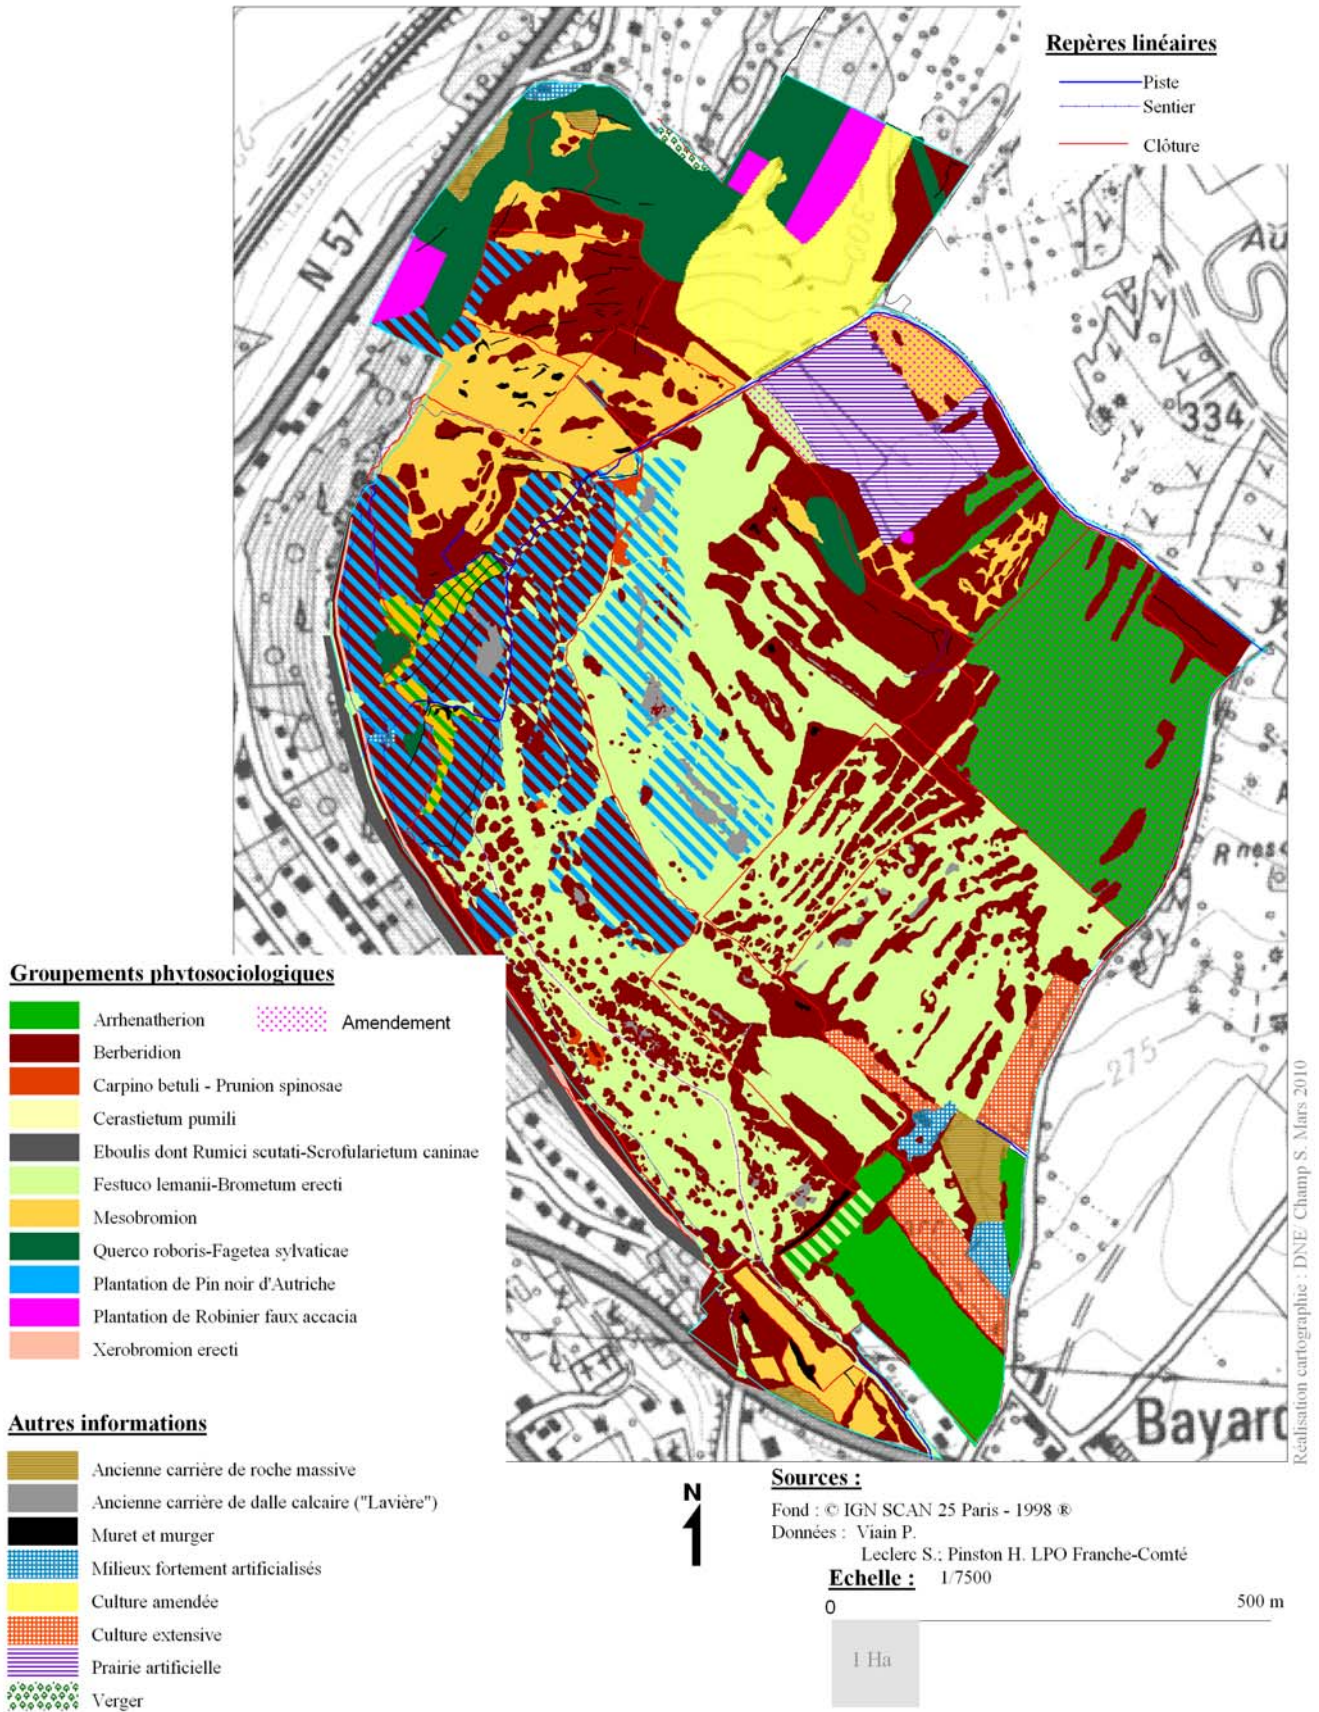 Repères linéaires
Piste
Sentier
Clôture
N 57
300
334
275
Bayard
Groupements phytosociologiques
Arrhenatherion
Amendement
Berberidion
Carpino betuli - Prunion spinosae
Cerastietum pumili
Eboulis dont Rumici scutati-Scrofularietum caninae
Festuco lemanii-Brometum erecti
Mesobromion
Querco roboris-Fagetea sylvaticae
Plantation de Pin noir d'Autriche
Plantation de Robinier faux accacia
Xerobromion erecti
Autres informations
Ancienne carrière de roche massive
Ancienne carrière de dalle calcaire ("Lavière")
Muret et murger
Milieux fortement artificialisés
Culture amendée
Culture extensive
Prairie artificielle
Verger
N
Sources :
Fond : © IGN SCAN 25 Paris - 1998 ®
Données : Viain P.
Leclerc S.; Pinston H. LPO Franche-Comté
Echelle : 1/7500
0
500 m
1 Ha
Réalisation cartographie : DNE/ Champ S. Mars 2010